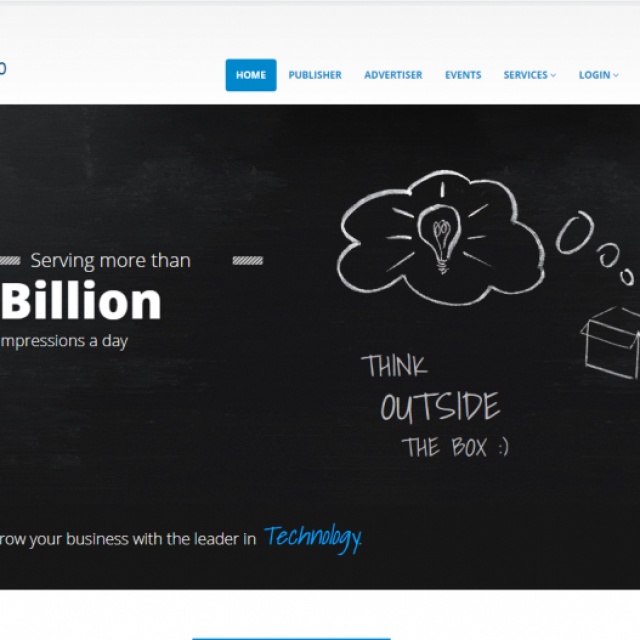 HOME PUBLISHER ADVERTISER EVENTS SERVICES LOGIN
Serving more than
Billion
mpressions a day
THINK
OUTSIDE
THE BOX :)
row your business with the leader in Technology.